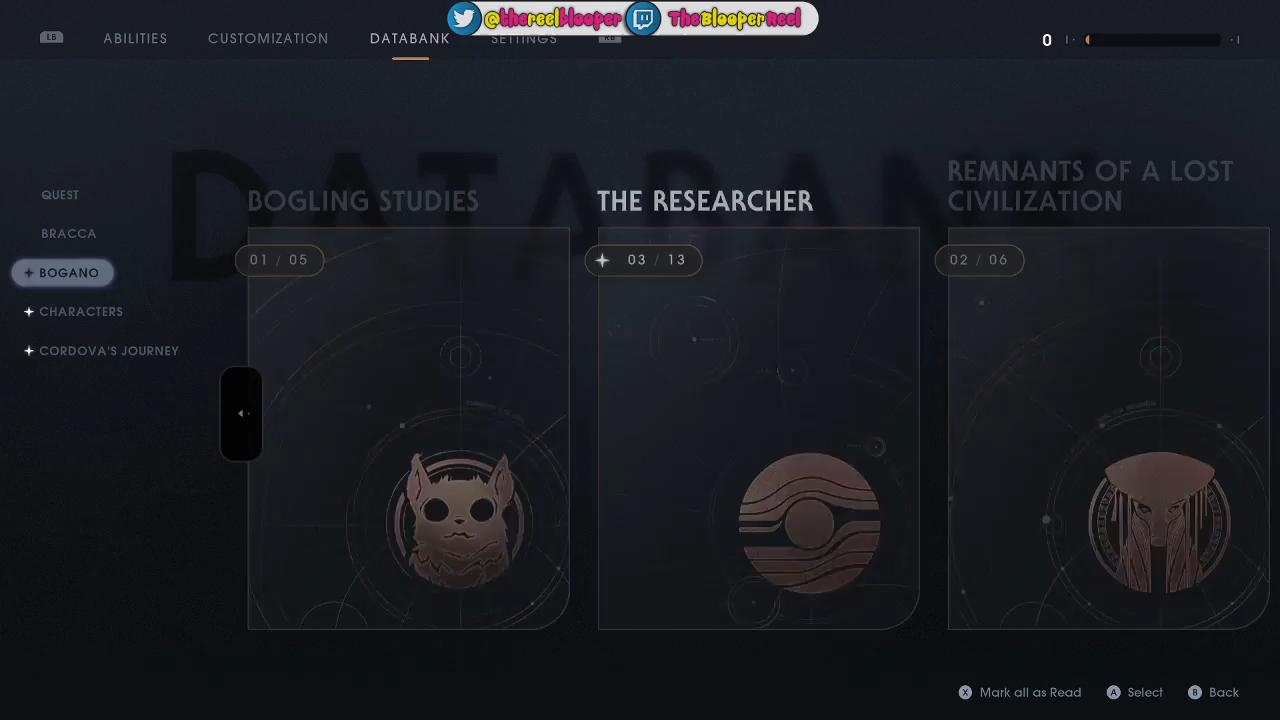 @thereelblooper TheBlooperReel
LB ABILITIES CUSTOMIZATION DATABANK SETTINGS RB
0
DATABANK
QUEST
BRACCA
BOGANO
CHARACTERS
CORDOVA'S JOURNEY
BOGLING STUDIES
01 / 05
THE RESEARCHER
03 / 13
REMNANTS OF A LOST
CIVILIZATION
02 / 06
X Mark all as Read A Select B Back